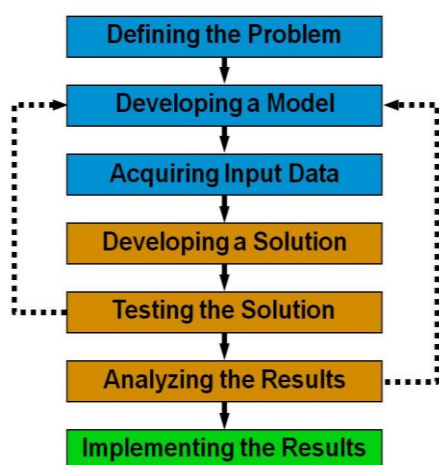 Defining the Problem
Developing a Model
Acquiring Input Data
Developing a Solution
Testing the Solution
Analyzing the Results
Implementing the Results